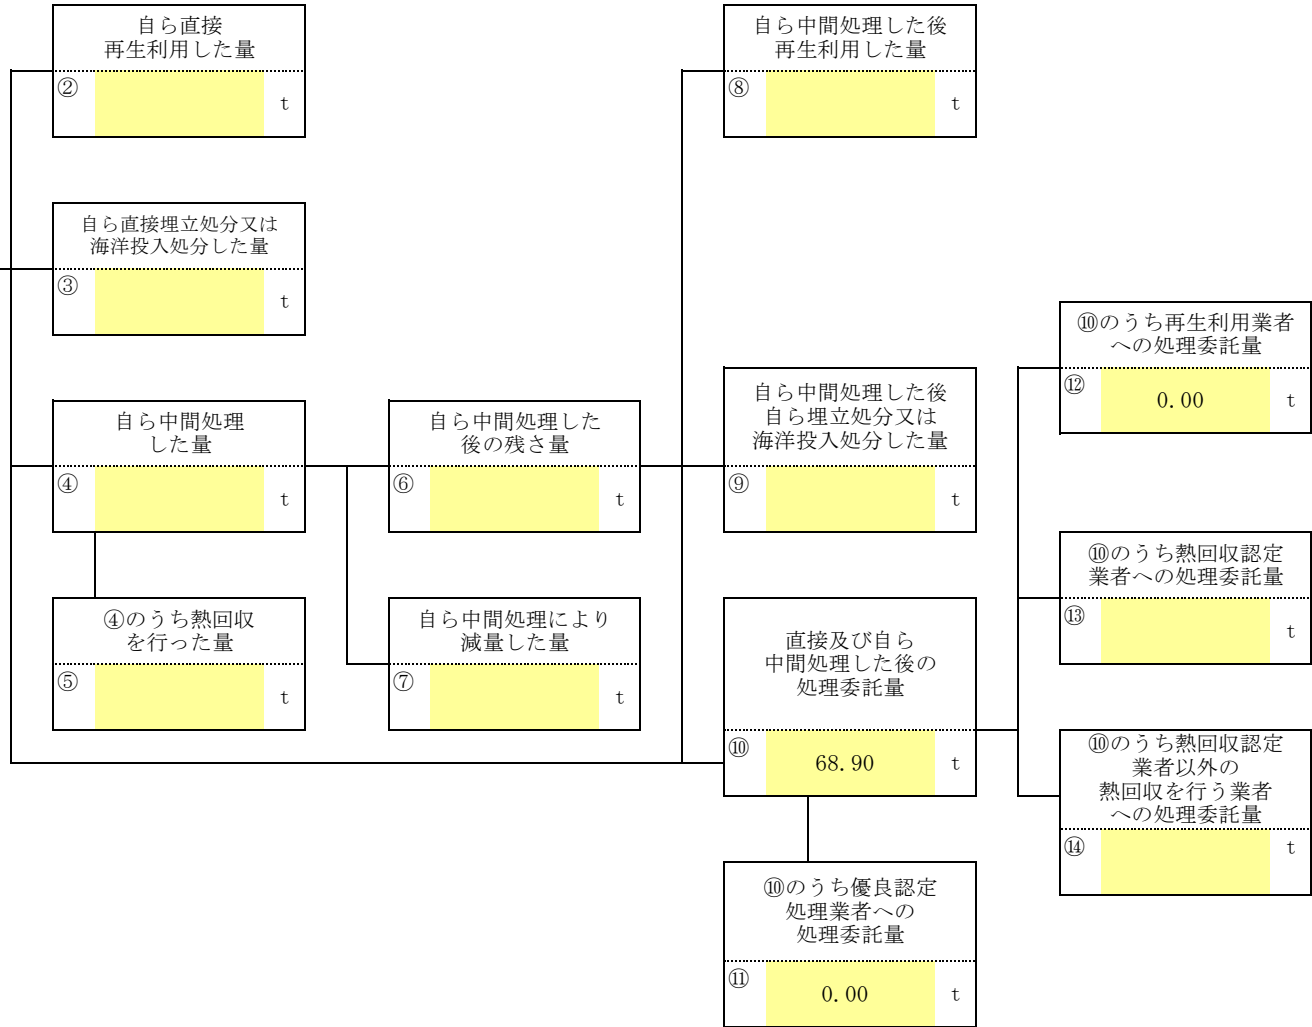 自ら直接
再生利用した量
②
t
自ら中間処理した後
再生利用した量
⑧
t
自ら直接埋立処分又は
海洋投入処分した量
③
t
⑩のうち再生利用業者
への処理委託量
⑫
0.00
t
自ら中間処理
した量
④
t
自ら中間処理した
後の残さ量
⑥
t
自ら中間処理した後
自ら埋立処分又は
海洋投入処分した量
⑨
t
⑩のうち熱回収認定
業者への処理委託量
⑬
t
④のうち熱回収
を行った量
⑤
t
自ら中間処理により
減量した量
⑦
t
直接及び自ら
中間処理した後の
処理委託量
⑩
68.90
t
⑩のうち熱回収認定
業者以外の
熱回収を行う業者
への処理委託量
⑭
t
⑩のうち優良認定
処理業者への
処理委託量
⑪
0.00
t